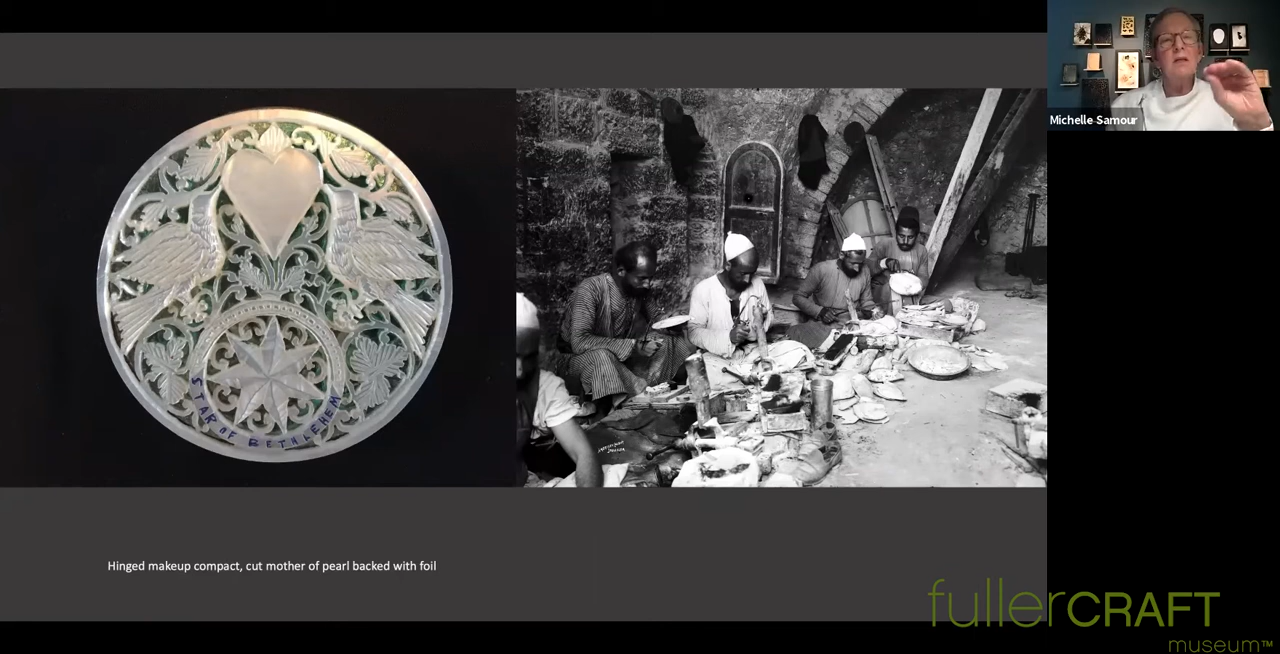 Michelle Samour
STAR OF BETHLEHEM
Hinged makeup compact, cut mother of pearl backed with foil
fullerCRAFT
museum™